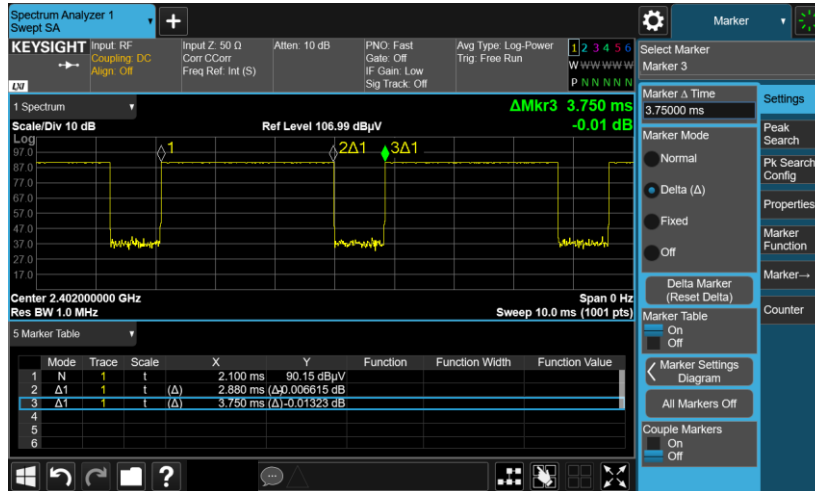 Spectrum Analyzer 1
Swept SA
+
Marker
KEYSIGHT
Input: RF
Coupling: DC
Align: Off
Input Z: 50 Ω
Corr CCorr
Freq Ref: Int (S)
Atten: 10 dB
PNO: Fast
Gate: Off
IF Gain: Low
Sig Track: Off
Avg Type: Log-Power
Trig: Free Run
1 2 3 4 5 6
W W W W W W
P N N N N N
LXI
Select Marker
Marker 3
1 Spectrum
Scale/Div 10 dB
Ref Level 106.99 dBµV
ΔMkr3 3.750 ms
-0.01 dB
Log
97.0
87.0
77.0
67.0
57.0
47.0
37.0
27.0
17.0
1
2Δ1
3Δ1
Center 2.402000000 GHz
Span 0 Hz
Res BW 1.0 MHz
Sweep 10.0 ms (1001 pts)
5 Marker Table
Mode Trace Scale X Y Function Function Width Function Value
1 N 1 t 2.100 ms 90.15 dBµV
2 Δ1 1 t (Δ) 2.880 ms (Δ)-0.006615 dB
3 Δ1 1 t (Δ) 3.750 ms (Δ)-0.01323 dB
4
5
6
Marker Δ Time
3.75000 ms
Marker Mode
Normal
Delta (Δ)
Fixed
Off
Delta Marker
(Reset Delta)
Marker Table
On
Off
Marker Settings
Diagram
All Markers Off
Couple Markers
On
Off
Settings
Peak
Search
Pk Search
Config
Properties
Marker
Function
Marker→
Counter
?